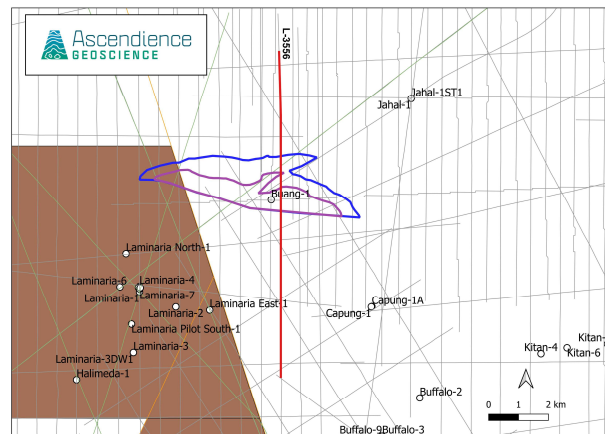 Ascendience
GEOSCIENCE
L-3556
Jahal-1ST1
Jahal-1
Buang-1
Laminaria North-1
Laminaria-6
Laminaria-4
Laminaria-1
Laminaria-7
Laminaria-2
Laminaria East-1
Laminaria Pilot South-1
Laminaria-3
Laminaria-3DW1
Halimeda-1
Capung-1A
Capung-1
Kitan-4
Kitan-
Kitan-6
Buffalo-2
0 1 2 km
Buffalo-9
Buffalo-3